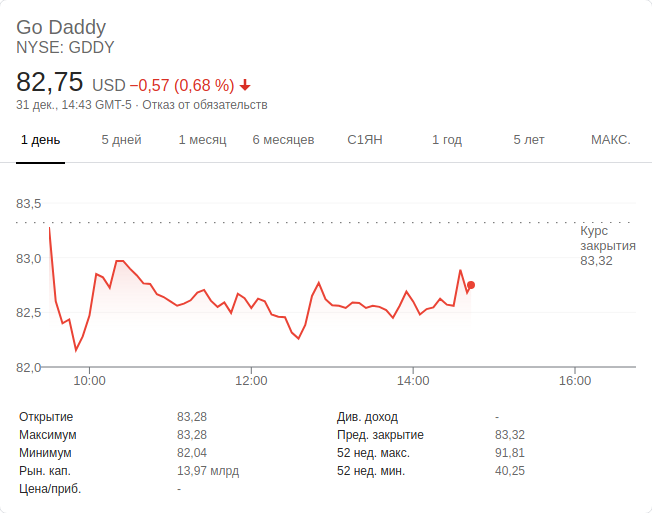 Go Daddy
NYSE: GDDY
82,75 USD −0,57 (0,68 %)
31 дек., 14:43 GMT-5 · Отказ от обязательств
1 день 5 дней 1 месяц 6 месяцев С1ЯН 1 год 5 лет МАКС.
83,5
Курс
закрытия
83,32
83,0
82,5
82,0
10:00 12:00 14:00 16:00
Открытие 83,28 Див. доход -
Максимум 83,28 Пред. закрытие 83,32
Минимум 82,04 52 нед. макс. 91,81
Рын. кап. 13,97 млрд 52 нед. мин. 40,25
Цена/приб. -